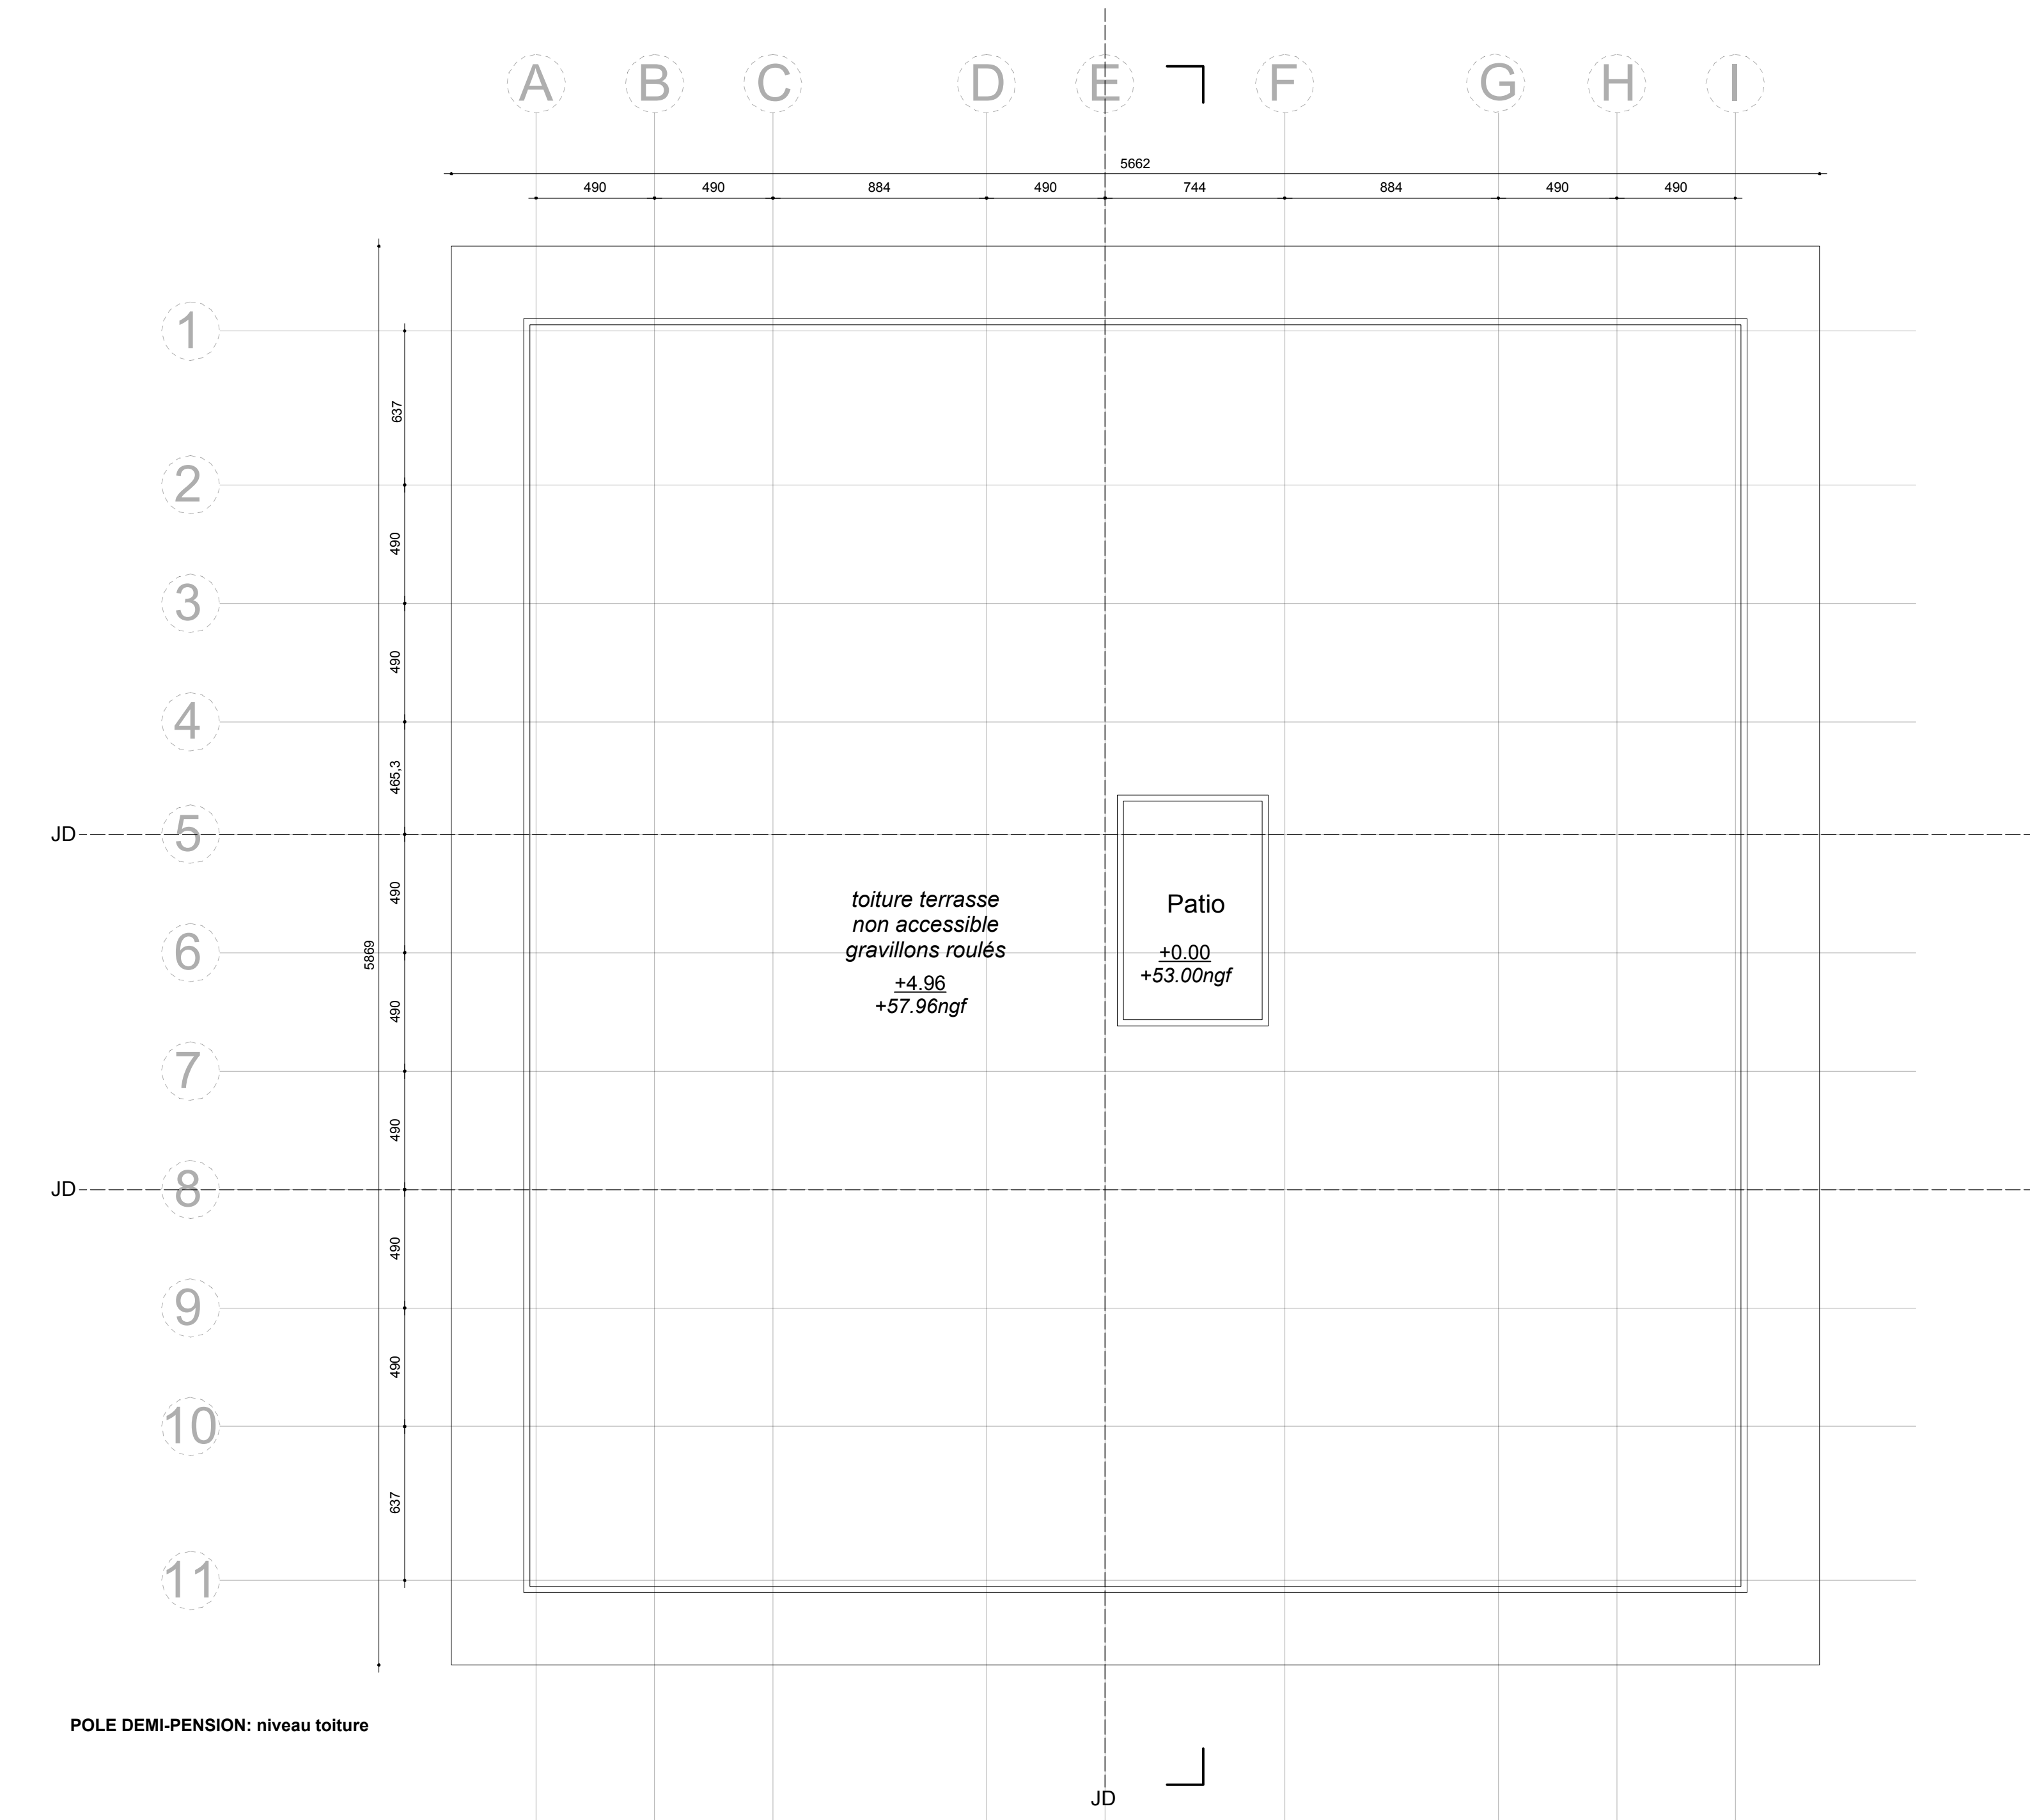 A B C D E F G H I
5662
490 490 884 490 744 884 490 490
1
637
2
490
3
490
4
465,3
JD 5
490
toiture terrasse
non accessible
gravillons roulés
+4.96
+57.96ngf
Patio
+0.00
+53.00ngf
6
5869
490
7
490
JD 8
490
9
490
10
637
11
POLE DEMI-PENSION: niveau toiture
JD